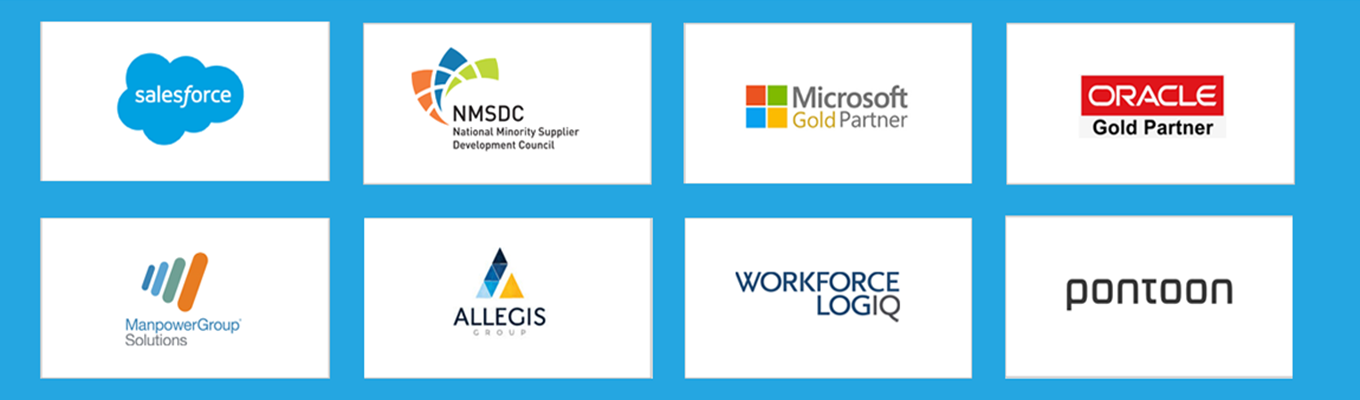 salesforce
NMSDC
National Minority Supplier
Development Council
Microsoft
Gold Partner
ORACLE
Gold Partner
ManpowerGroup®
Solutions
ALLEGIS
GROUP
WORKFORCE
LOGIQ
pontoon